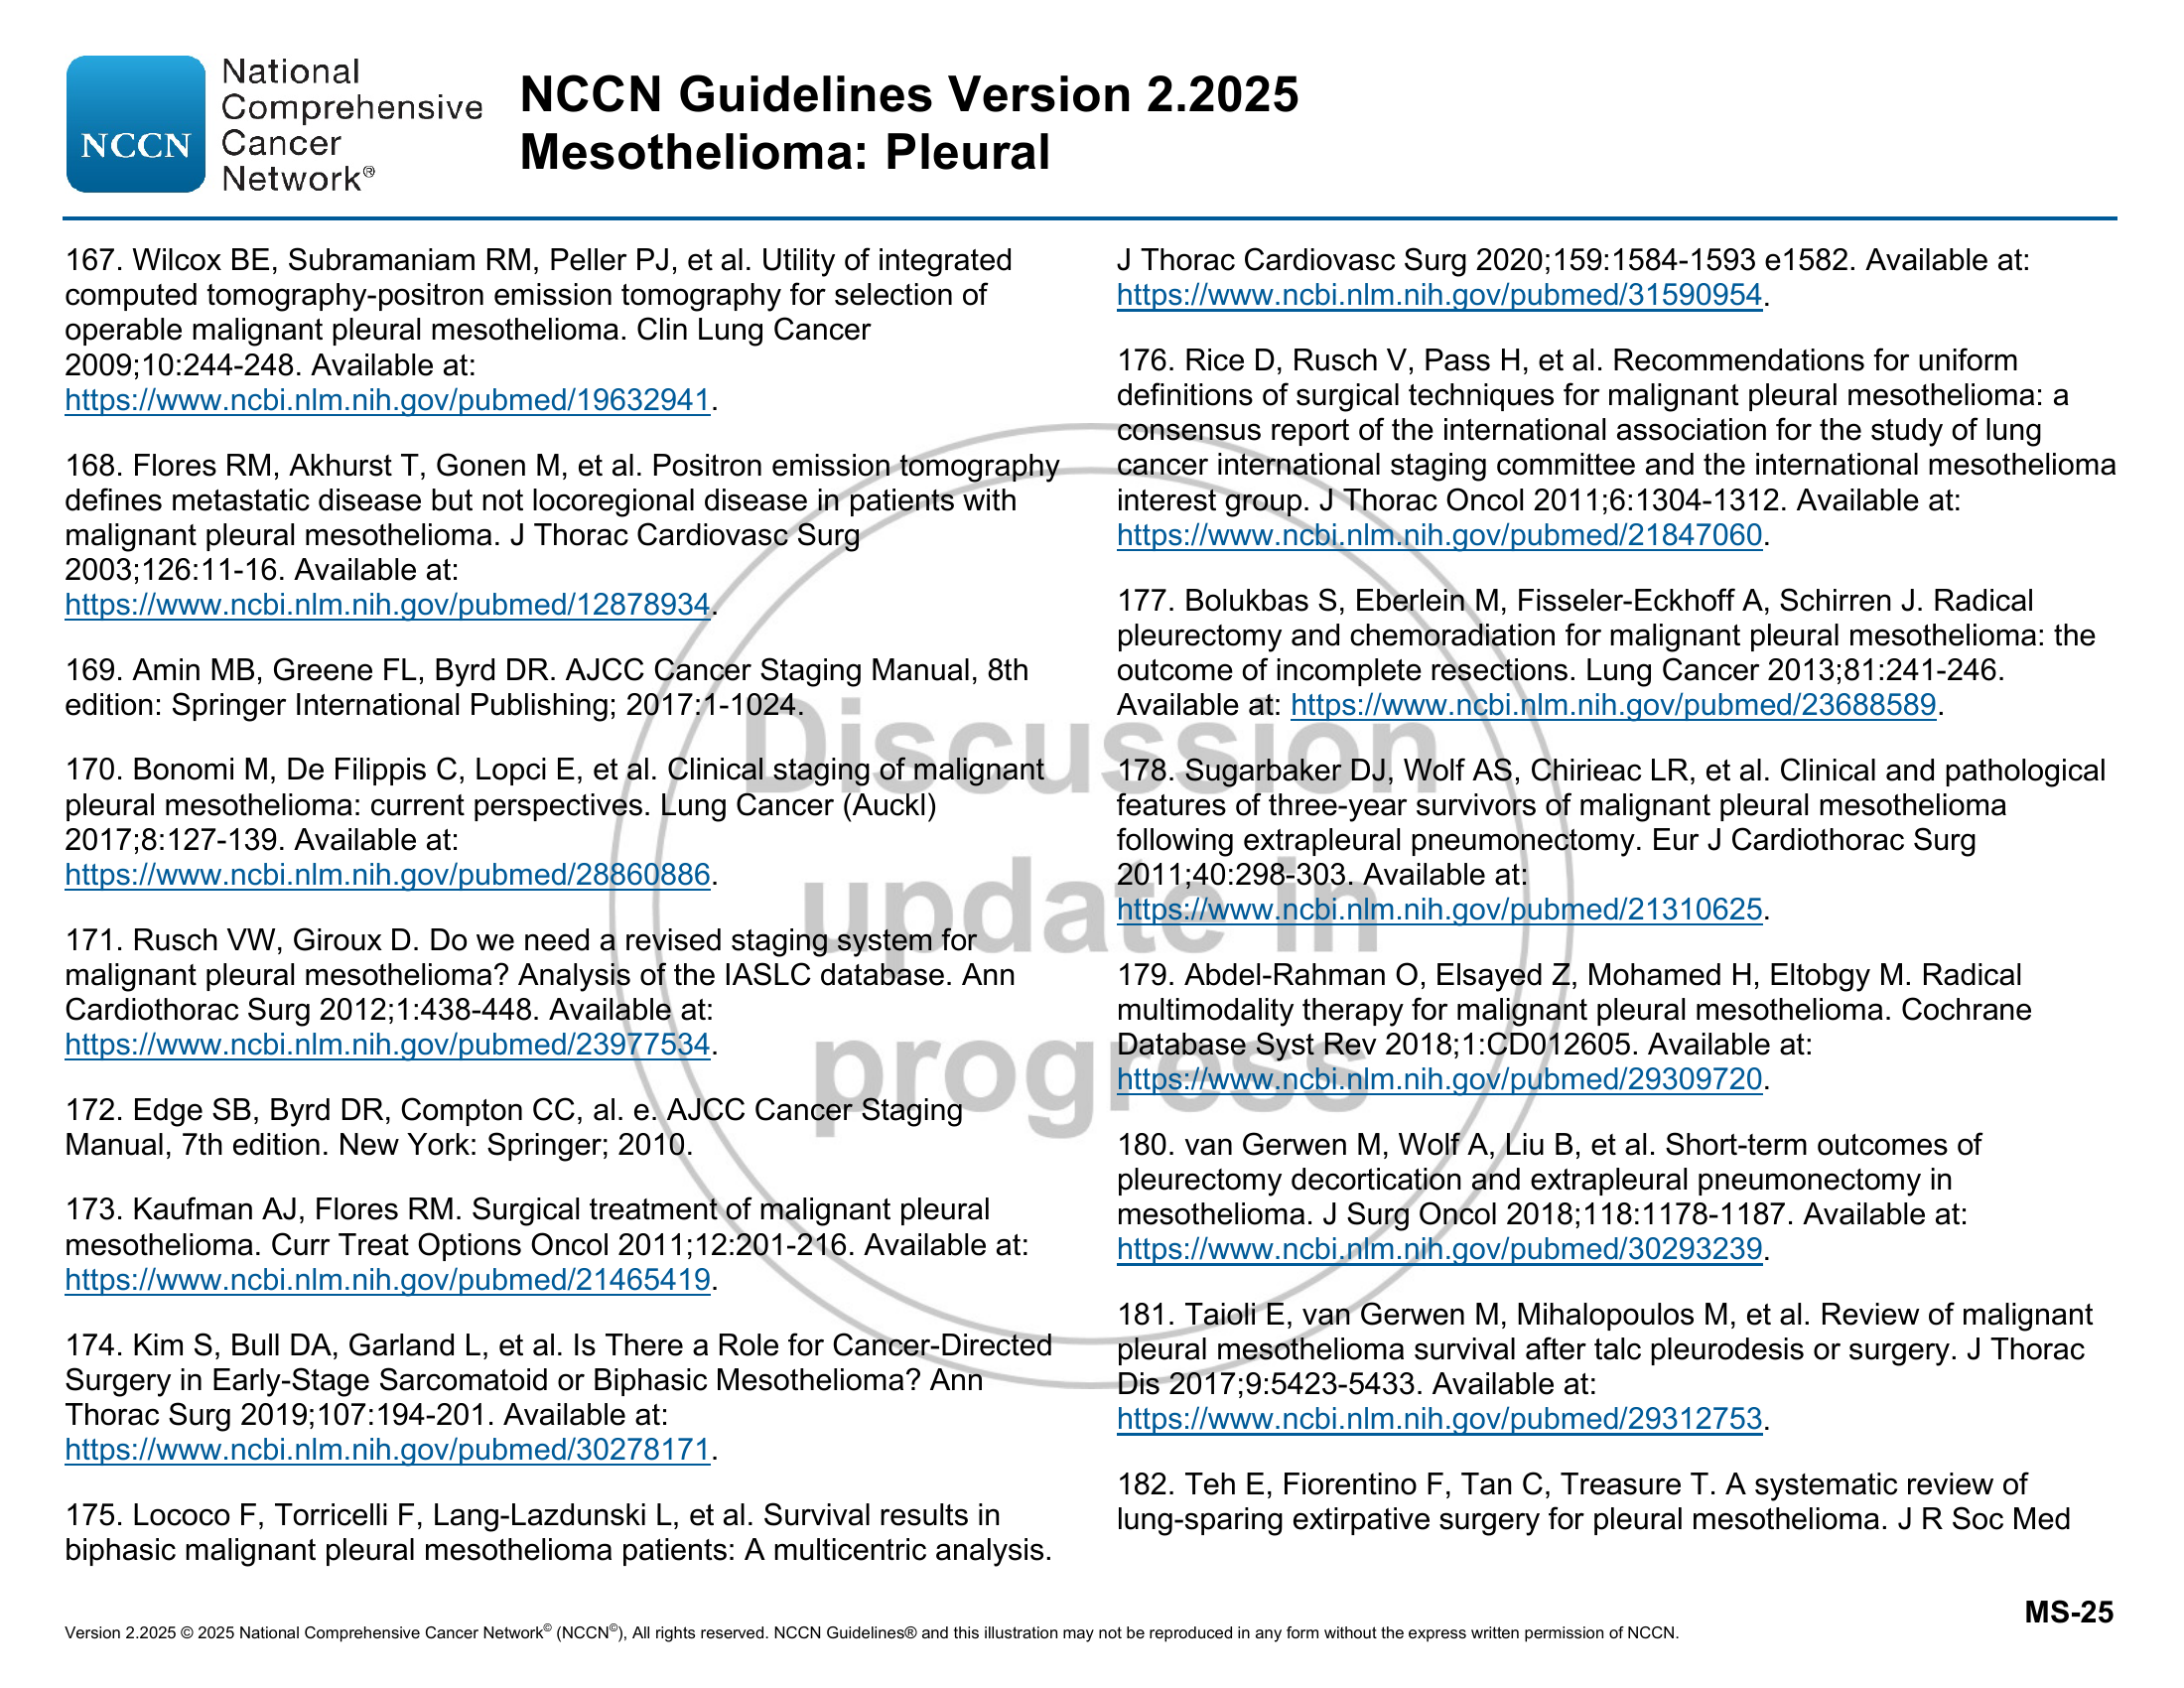 NCCN
National
Comprehensive
Cancer
Network®
NCCN Guidelines Version 2.2025
Mesothelioma: Pleural
167. Wilcox BE, Subramaniam RM, Peller PJ, et al. Utility of integrated
computed tomography-positron emission tomography for selection of
operable malignant pleural mesothelioma. Clin Lung Cancer
2009;10:244-248. Available at:
https://www.ncbi.nlm.nih.gov/pubmed/19632941.
168. Flores RM, Akhurst T, Gonen M, et al. Positron emission tomography
defines metastatic disease but not locoregional disease in patients with
malignant pleural mesothelioma. J Thorac Cardiovasc Surg
2003;126:11-16. Available at:
https://www.ncbi.nlm.nih.gov/pubmed/12878934.
169. Amin MB, Greene FL, Byrd DR. AJCC Cancer Staging Manual, 8th
edition: Springer International Publishing; 2017:1-1024.
170. Bonomi M, De Filippis C, Lopci E, et al. Clinical staging of malignant
pleural mesothelioma: current perspectives. Lung Cancer (Auckl)
2017;8:127-139. Available at:
https://www.ncbi.nlm.nih.gov/pubmed/28860886.
171. Rusch VW, Giroux D. Do we need a revised staging system for
malignant pleural mesothelioma? Analysis of the IASLC database. Ann
Cardiothorac Surg 2012;1:438-448. Available at:
https://www.ncbi.nlm.nih.gov/pubmed/23977534.
172. Edge SB, Byrd DR, Compton CC, al. e. AJCC Cancer Staging
Manual, 7th edition. New York: Springer; 2010.
173. Kaufman AJ, Flores RM. Surgical treatment of malignant pleural
mesothelioma. Curr Treat Options Oncol 2011;12:201-216. Available at:
https://www.ncbi.nlm.nih.gov/pubmed/21465419.
174. Kim S, Bull DA, Garland L, et al. Is There a Role for Cancer-Directed
Surgery in Early-Stage Sarcomatoid or Biphasic Mesothelioma? Ann
Thorac Surg 2019;107:194-201. Available at:
https://www.ncbi.nlm.nih.gov/pubmed/30278171.
175. Lococo F, Torricelli F, Lang-Lazdunski L, et al. Survival results in
biphasic malignant pleural mesothelioma patients: A multicentric analysis.
J Thorac Cardiovasc Surg 2020;159:1584-1593 e1582. Available at:
https://www.ncbi.nlm.nih.gov/pubmed/31590954.
176. Rice D, Rusch V, Pass H, et al. Recommendations for uniform
definitions of surgical techniques for malignant pleural mesothelioma: a
consensus report of the international association for the study of lung
cancer international staging committee and the international mesothelioma
interest group. J Thorac Oncol 2011;6:1304-1312. Available at:
https://www.ncbi.nlm.nih.gov/pubmed/21847060.
177. Bolukbas S, Eberlein M, Fisseler-Eckhoff A, Schirren J. Radical
pleurectomy and chemoradiation for malignant pleural mesothelioma: the
outcome of incomplete resections. Lung Cancer 2013;81:241-246.
Available at: https://www.ncbi.nlm.nih.gov/pubmed/23688589.
178. Sugarbaker DJ, Wolf AS, Chirieac LR, et al. Clinical and pathological
features of three-year survivors of malignant pleural mesothelioma
following extrapleural pneumonectomy. Eur J Cardiothorac Surg
2011;40:298-303. Available at:
https://www.ncbi.nlm.nih.gov/pubmed/21310625.
179. Abdel-Rahman O, Elsayed Z, Mohamed H, Eltobgy M. Radical
multimodality therapy for malignant pleural mesothelioma. Cochrane
Database Syst Rev 2018;1:CD012605. Available at:
https://www.ncbi.nlm.nih.gov/pubmed/29309720.
180. van Gerwen M, Wolf A, Liu B, et al. Short-term outcomes of
pleurectomy decortication and extrapleural pneumonectomy in
mesothelioma. J Surg Oncol 2018;118:1178-1187. Available at:
https://www.ncbi.nlm.nih.gov/pubmed/30293239.
181. Taioli E, van Gerwen M, Mihalopoulos M, et al. Review of malignant
pleural mesothelioma survival after talc pleurodesis or surgery. J Thorac
Dis 2017;9:5423-5433. Available at:
https://www.ncbi.nlm.nih.gov/pubmed/29312753.
182. Teh E, Fiorentino F, Tan C, Treasure T. A systematic review of
lung-sparing extirpative surgery for pleural mesothelioma. J R Soc Med
Discussion
update in
progress
MS-25
Version 2.2025 © 2025 National Comprehensive Cancer Network© (NCCN©), All rights reserved. NCCN Guidelines® and this illustration may not be reproduced in any form without the express written permission of NCCN.